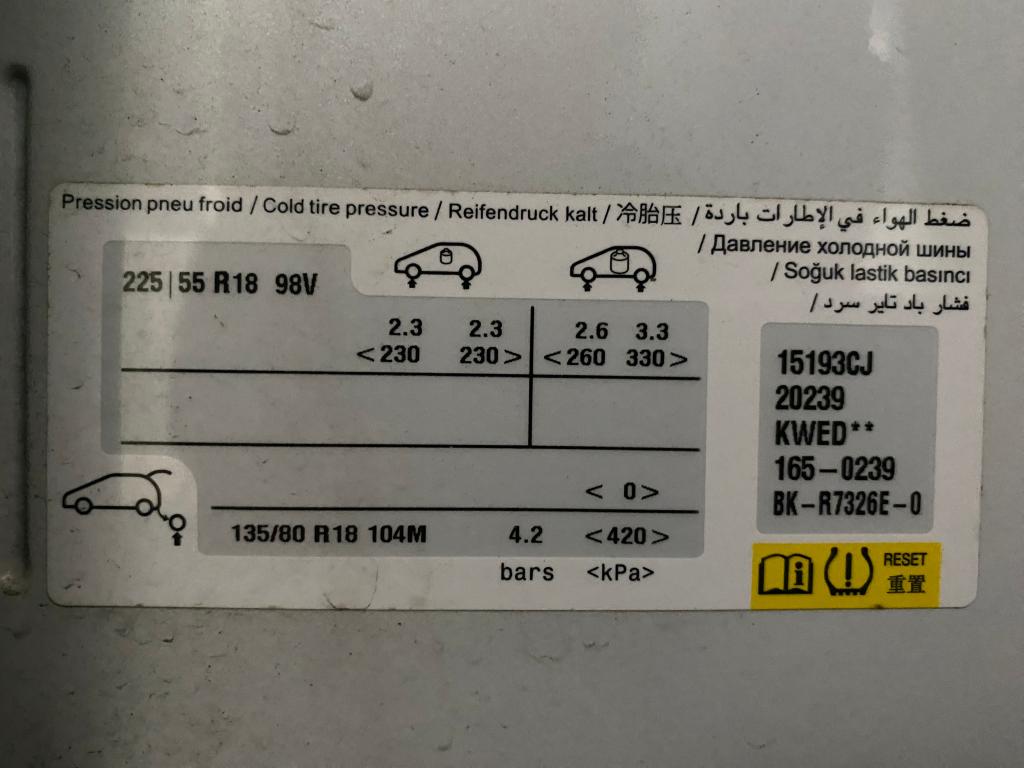 Pression pneu froid / Cold tire pressure / Reifendruck kalt / 冷胎压 / ضغط الهواء في الإطارات باردة
/ Давление холодной шины
/ Soğuk lastik basıncı
/ فشار باد تایر سرد
225|55 R18 98V
2.3 2.3 2.6 3.3
<230 230> <260 330>
< 0>
135/80 R18 104M 4.2 <420>
bars <kPa>
15193CJ
20239
KWED**
165-0239
BK-R7326E-0
RESET
重置